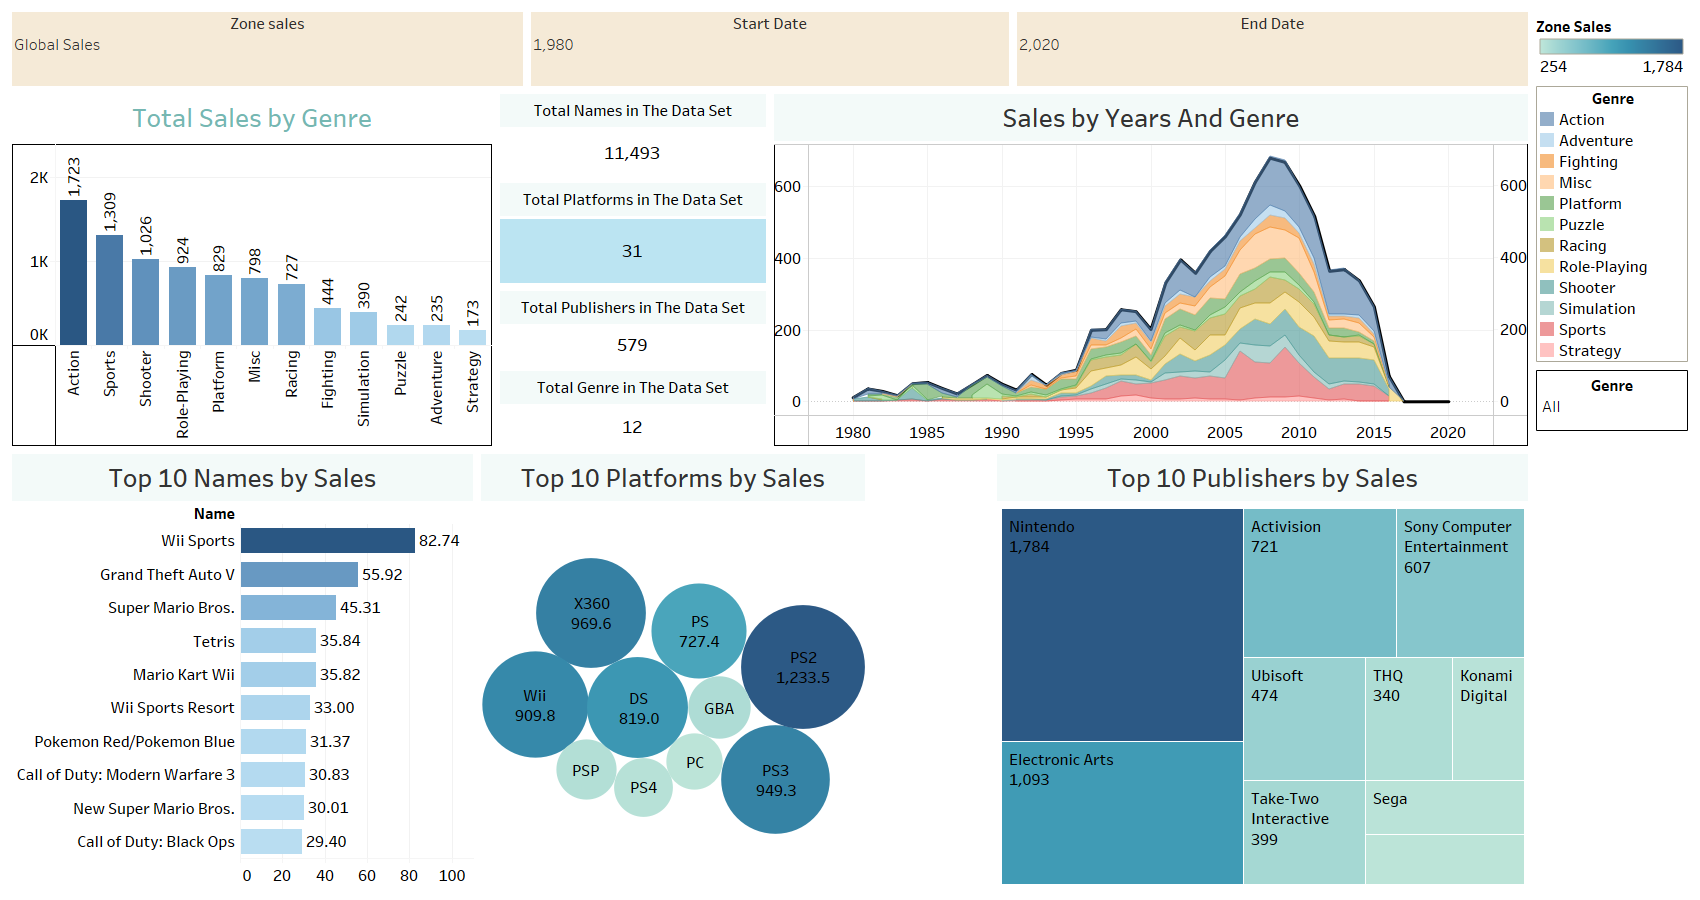 Zone sales
Global Sales
Start Date
1,980
End Date
2,020
Zone Sales
254 1,784
Total Sales by Genre
2K
1K
0K
1,723
1,309
1,026
924
829
798
727
444
390
242
235
173
Action
Sports
Shooter
Role-Playing
Platform
Misc
Racing
Fighting
Simulation
Puzzle
Adventure
Strategy
Total Names in The Data Set
11,493
Total Platforms in The Data Set
31
Total Publishers in The Data Set
579
Total Genre in The Data Set
12
Sales by Years And Genre
600 600
400 400
200 200
0 0
1980 1985 1990 1995 2000 2005 2010 2015 2020
Genre
Action
Adventure
Fighting
Misc
Platform
Puzzle
Racing
Role-Playing
Shooter
Simulation
Sports
Strategy
Genre
All
Top 10 Names by Sales
Name
Wii Sports 82.74
Grand Theft Auto V 55.92
Super Mario Bros. 45.31
Tetris 35.84
Mario Kart Wii 35.82
Wii Sports Resort 33.00
Pokemon Red/Pokemon Blue 31.37
Call of Duty: Modern Warfare 3 30.83
New Super Mario Bros. 30.01
Call of Duty: Black Ops 29.40
0 20 40 60 80 100
Top 10 Platforms by Sales
X360
969.6
PS
727.4
PS2
1,233.5
Wii
909.8
DS
819.0
GBA
PSP
PS4
PC
PS3
949.3
Top 10 Publishers by Sales
Nintendo
1,784
Electronic Arts
1,093
Activision
721
Sony Computer
Entertainment
607
Ubisoft
474
THQ
340
Konami
Digital
Take-Two
Interactive
399
Sega